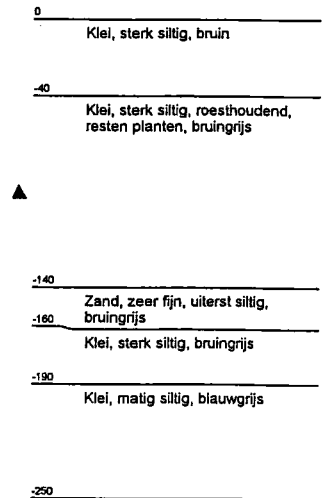 0
Klei, sterk siltig, bruin
-40
Klei, sterk siltig, roesthoudend,
resten planten, bruingrijs
-140
Zand, zeer fijn, uiterst siltig,
bruingrijs
-160
Klei, sterk siltig, bruingrijs
-190
Klei, matig siltig, blauwgrijs
-250